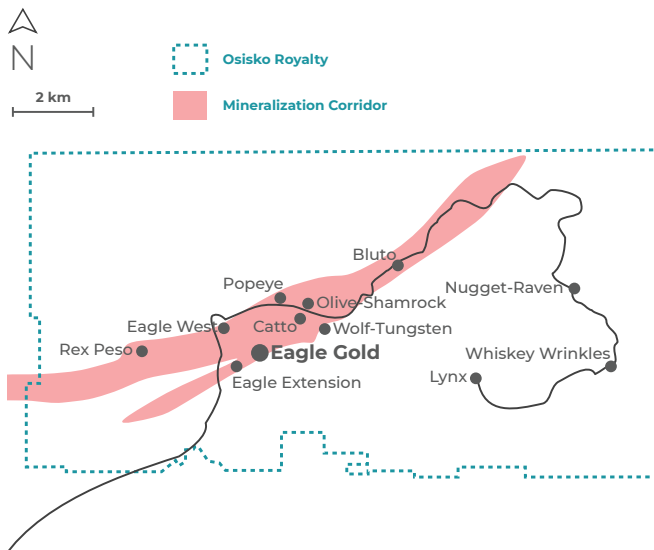 N
2 km
Osisko Royalty
Mineralization Corridor
Bluto
Popeye
Nugget-Raven
Olive-Shamrock
Eagle West
Catto
Wolf-Tungsten
Rex Peso
Eagle Gold
Whiskey Wrinkles
Lynx
Eagle Extension